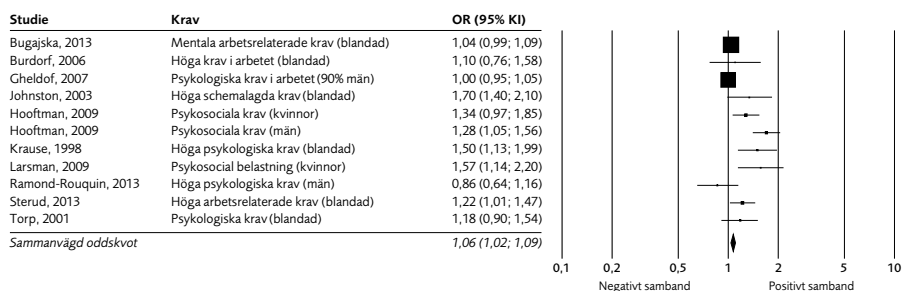 Studie Krav OR (95% KI)
Bugajska, 2013 Mentala arbetsrelaterade krav (blandad) 1,04 (0,99; 1,09)
Burdorf, 2006 Höga krav i arbetet (blandad) 1,10 (0,76; 1,58)
Gheldof, 2007 Psykologiska krav i arbetet (90% män) 1,00 (0,95; 1,05)
Johnston, 2003 Höga schemalagda krav (blandad) 1,70 (1,40; 2,10)
Hooftman, 2009 Psykosociala krav (kvinnor) 1,34 (0,97; 1,85)
Hooftman, 2009 Psykosociala krav (män) 1,28 (1,05; 1,56)
Krause, 1998 Höga psykologiska krav (blandad) 1,50 (1,13; 1,99)
Larsman, 2009 Psykosocial belastning (kvinnor) 1,57 (1,14; 2,20)
Ramond-Rouquin, 2013 Höga psykologiska krav (män) 0,86 (0,64; 1,16)
Sterud, 2013 Höga arbetsrelaterade krav (blandad) 1,22 (1,01; 1,47)
Torp, 2001 Psykologiska krav (blandad) 1,18 (0,90; 1,54)
Sammanvägd oddskvot 1,06 (1,02; 1,09)
0,1 0,2 0,5 1 2 5 10
Negativt samband Positivt samband